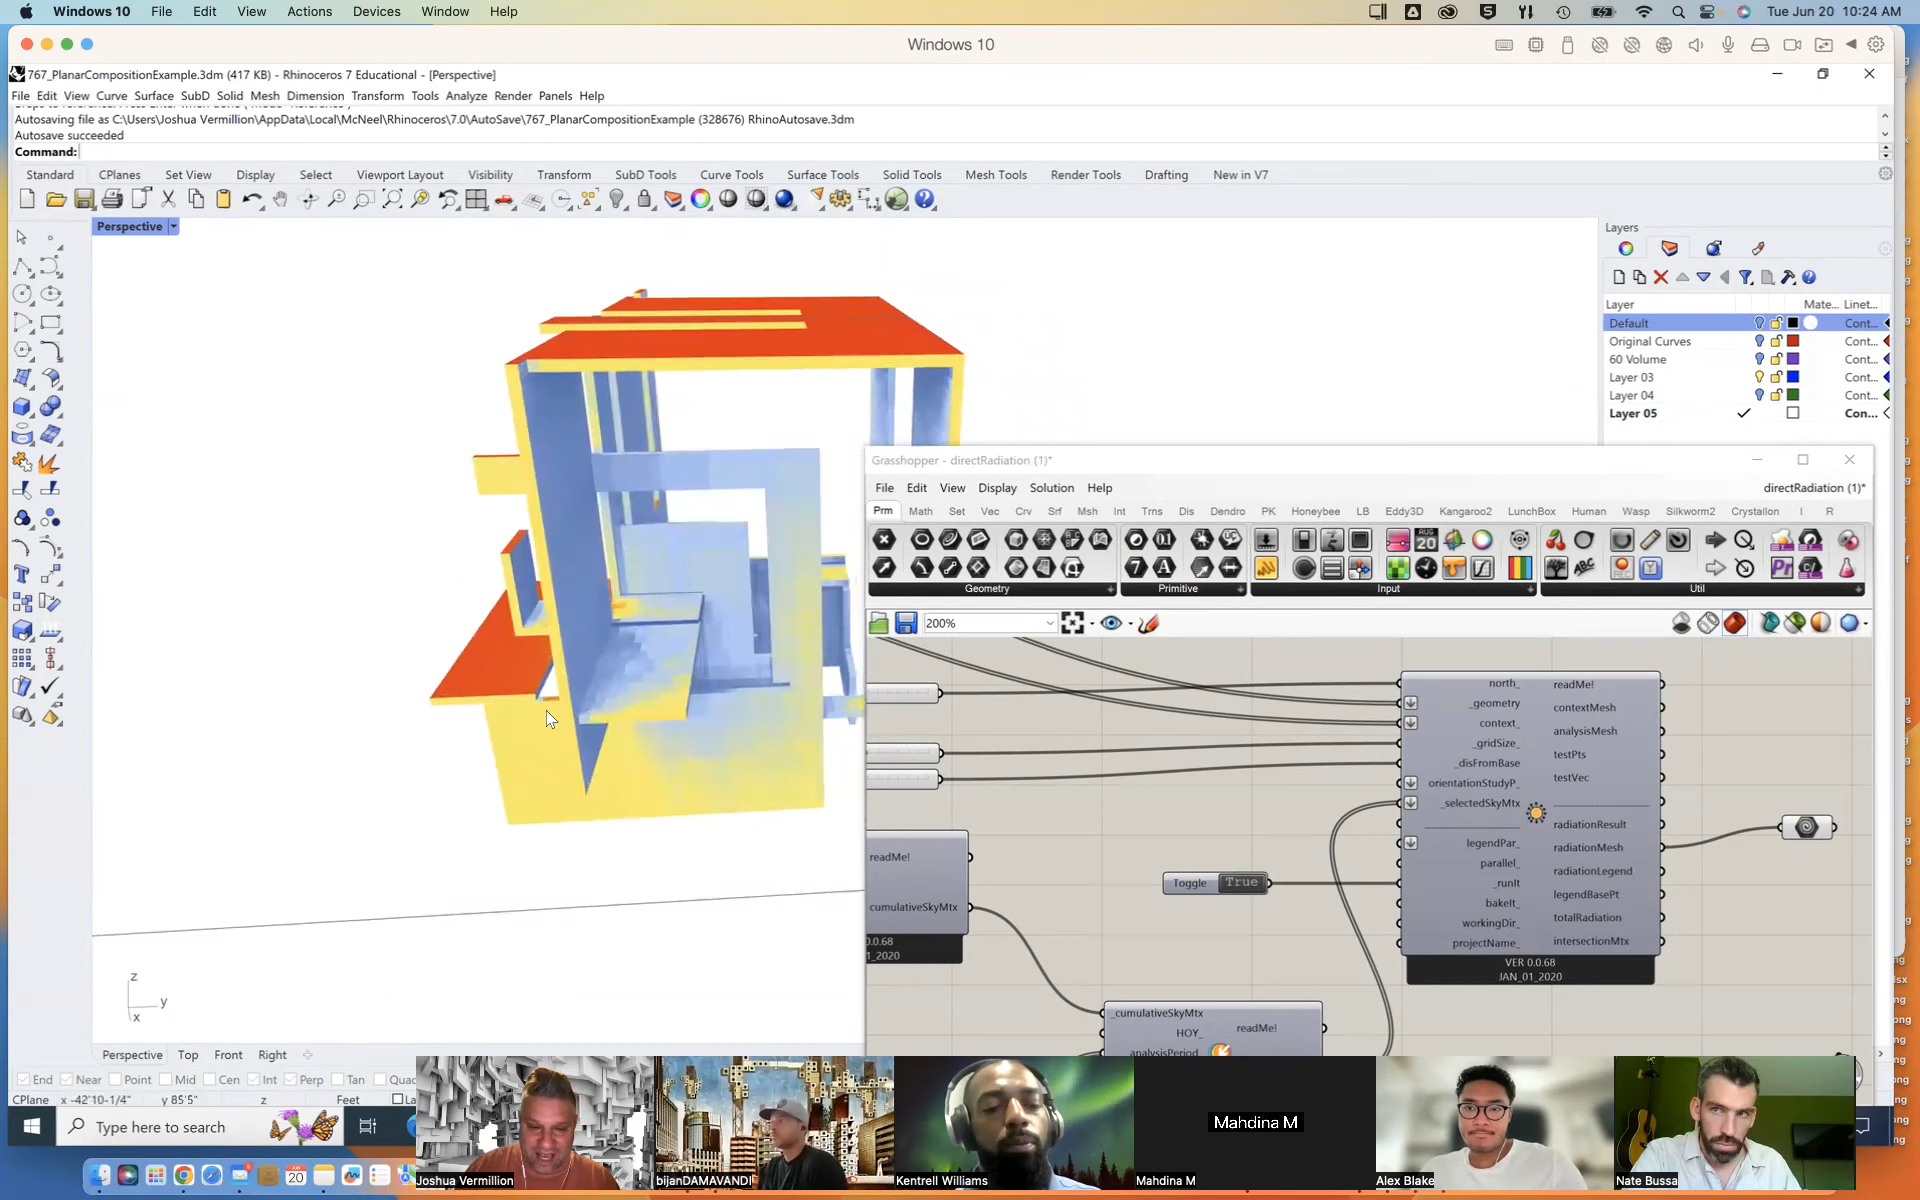 Windows 10 File Edit View Actions Devices Window Help
Tue Jun 20 10:24 AM
Windows 10
767_PlanarCompositionExample.3dm (417 KB) - Rhinoceros 7 Educational - [Perspective]
File Edit View Curve Surface SubD Solid Mesh Dimension Transform Tools Analyze Render Panels Help
Autosaving file as C:\Users\Joshua Vermillion\AppData\Local\McNeel\Rhinoceros\7.0\AutoSave\767_PlanarCompositionExample (328676) RhinoAutosave.3dm
Autosave succeeded
Command:
Standard CPlanes Set View Display Select Viewport Layout Visibility Transform SubD Tools Curve Tools Surface Tools Solid Tools Mesh Tools Render Tools Drafting New in V7
Perspective
Layers
Layer Mate... Linet...
Default Cont...
Original Curves Cont...
60 Volume Cont...
Layer 03 Cont...
Layer 04 Cont...
Layer 05 Con...
Grasshopper - directRadiation (1)*
File Edit View Display Solution Help directRadiation (1)*
Prm Math Set Vec Crv Srf Msh Int Trns Dis Dendro PK Honeybee LB Eddy3D Kangaroo2 LunchBox Human Wasp Silkworm2 Crystallon I R
Geometry Primitive Input Util
200%
north_ readMe!
_geometry contextMesh
context_ analysisMesh
_gridSize_ testPts
_disFromBase testVec
orientationStudyP_
_selectedSkyMtx
radiationResult
legendPar_ radiationMesh
parallel_ radiationLegend
_runIt legendBasePt
bakeIt_ totalRadiation
workingDir_ intersectionMtx
projectName_
VER 0.0.68
JAN_01_2020
Toggle True
readMe!
cumulativeSkyMtx
0.0.68
1_2020
_cumulativeSkyMtx
HOY_ readMe!
analysisPeriod
z
y
x
Perspective Top Front Right
End Near Point Mid Cen Int Perp Tan Quad
CPlane x -42'10-1/4" y 85'5" z Feet
Type here to search
Joshua Vermillion
bijanDAMAVANDI
Kentrell Williams
Mahdina M
Mahdina M
Alex Blake
Nate Bussa